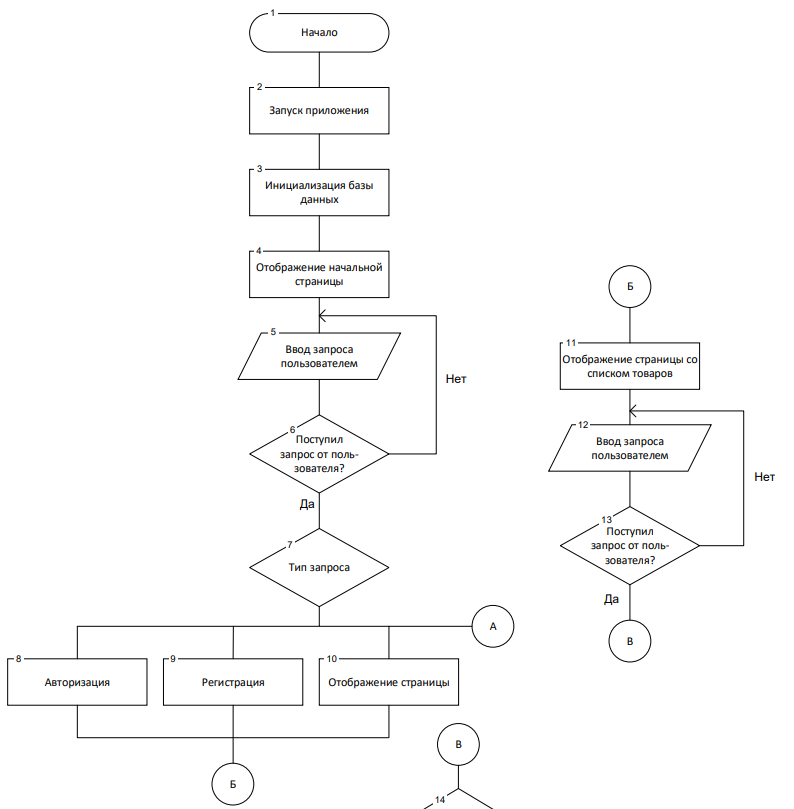 1
Начало
2
Запуск приложения
3
Инициализация базы
данных
4
Отображение начальной
страницы
5
Ввод запроса
пользователем
Нет
6
Поступил
запрос от поль-
зователя?
Да
7
Тип запроса
А
8
Авторизация
9
Регистрация
10
Отображение страницы
Б
Б
11
Отображение страницы со
списком товаров
12
Ввод запроса
пользователем
Нет
13
Поступил
запрос от поль-
зователя?
Да
В
В
14